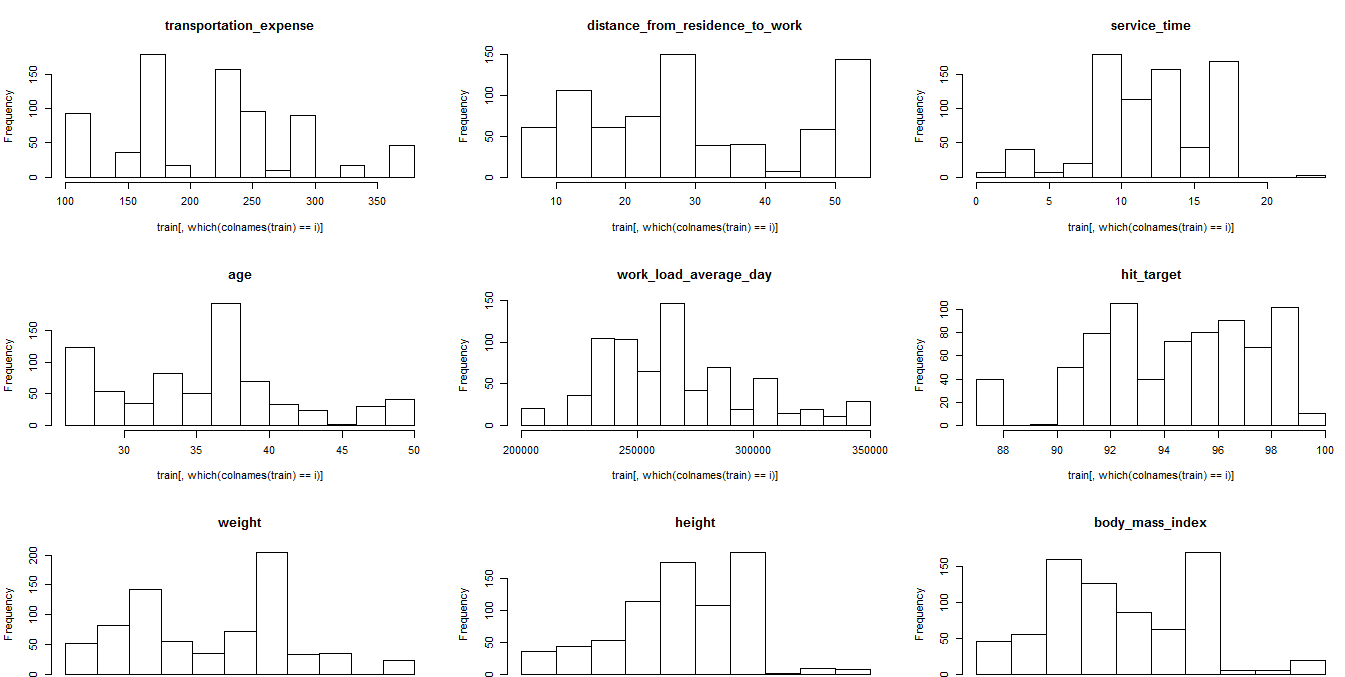 transportation_expense
Frequency
0 50 100 150
100 150 200 250 300 350
train[, which(colnames(train) == i)]
distance_from_residence_to_work
Frequency
0 50 100 150
10 20 30 40 50
train[, which(colnames(train) == i)]
service_time
Frequency
0 50 100 150
0 5 10 15 20
train[, which(colnames(train) == i)]
age
Frequency
0 50 100 150
30 35 40 45 50
train[, which(colnames(train) == i)]
work_load_average_day
Frequency
0 50 100 150
200000 250000 300000 350000
train[, which(colnames(train) == i)]
hit_target
Frequency
0 20 40 60 80 100
88 90 92 94 96 98 100
train[, which(colnames(train) == i)]
weight
Frequency
0 50 100 150 200
height
Frequency
0 50 100 150
body_mass_index
Frequency
0 50 100 150